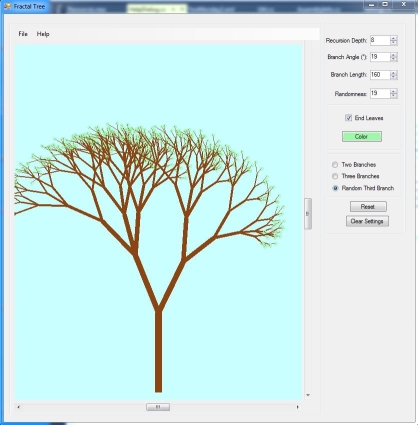 Fractal Tree
File Help
Recursion Depth: 8
Branch Angle (°): 19
Branch Length: 160
Randomness: 19
End Leaves
Color
Two Branches
Three Branches
Random Third Branch
Reset
Clear Settings